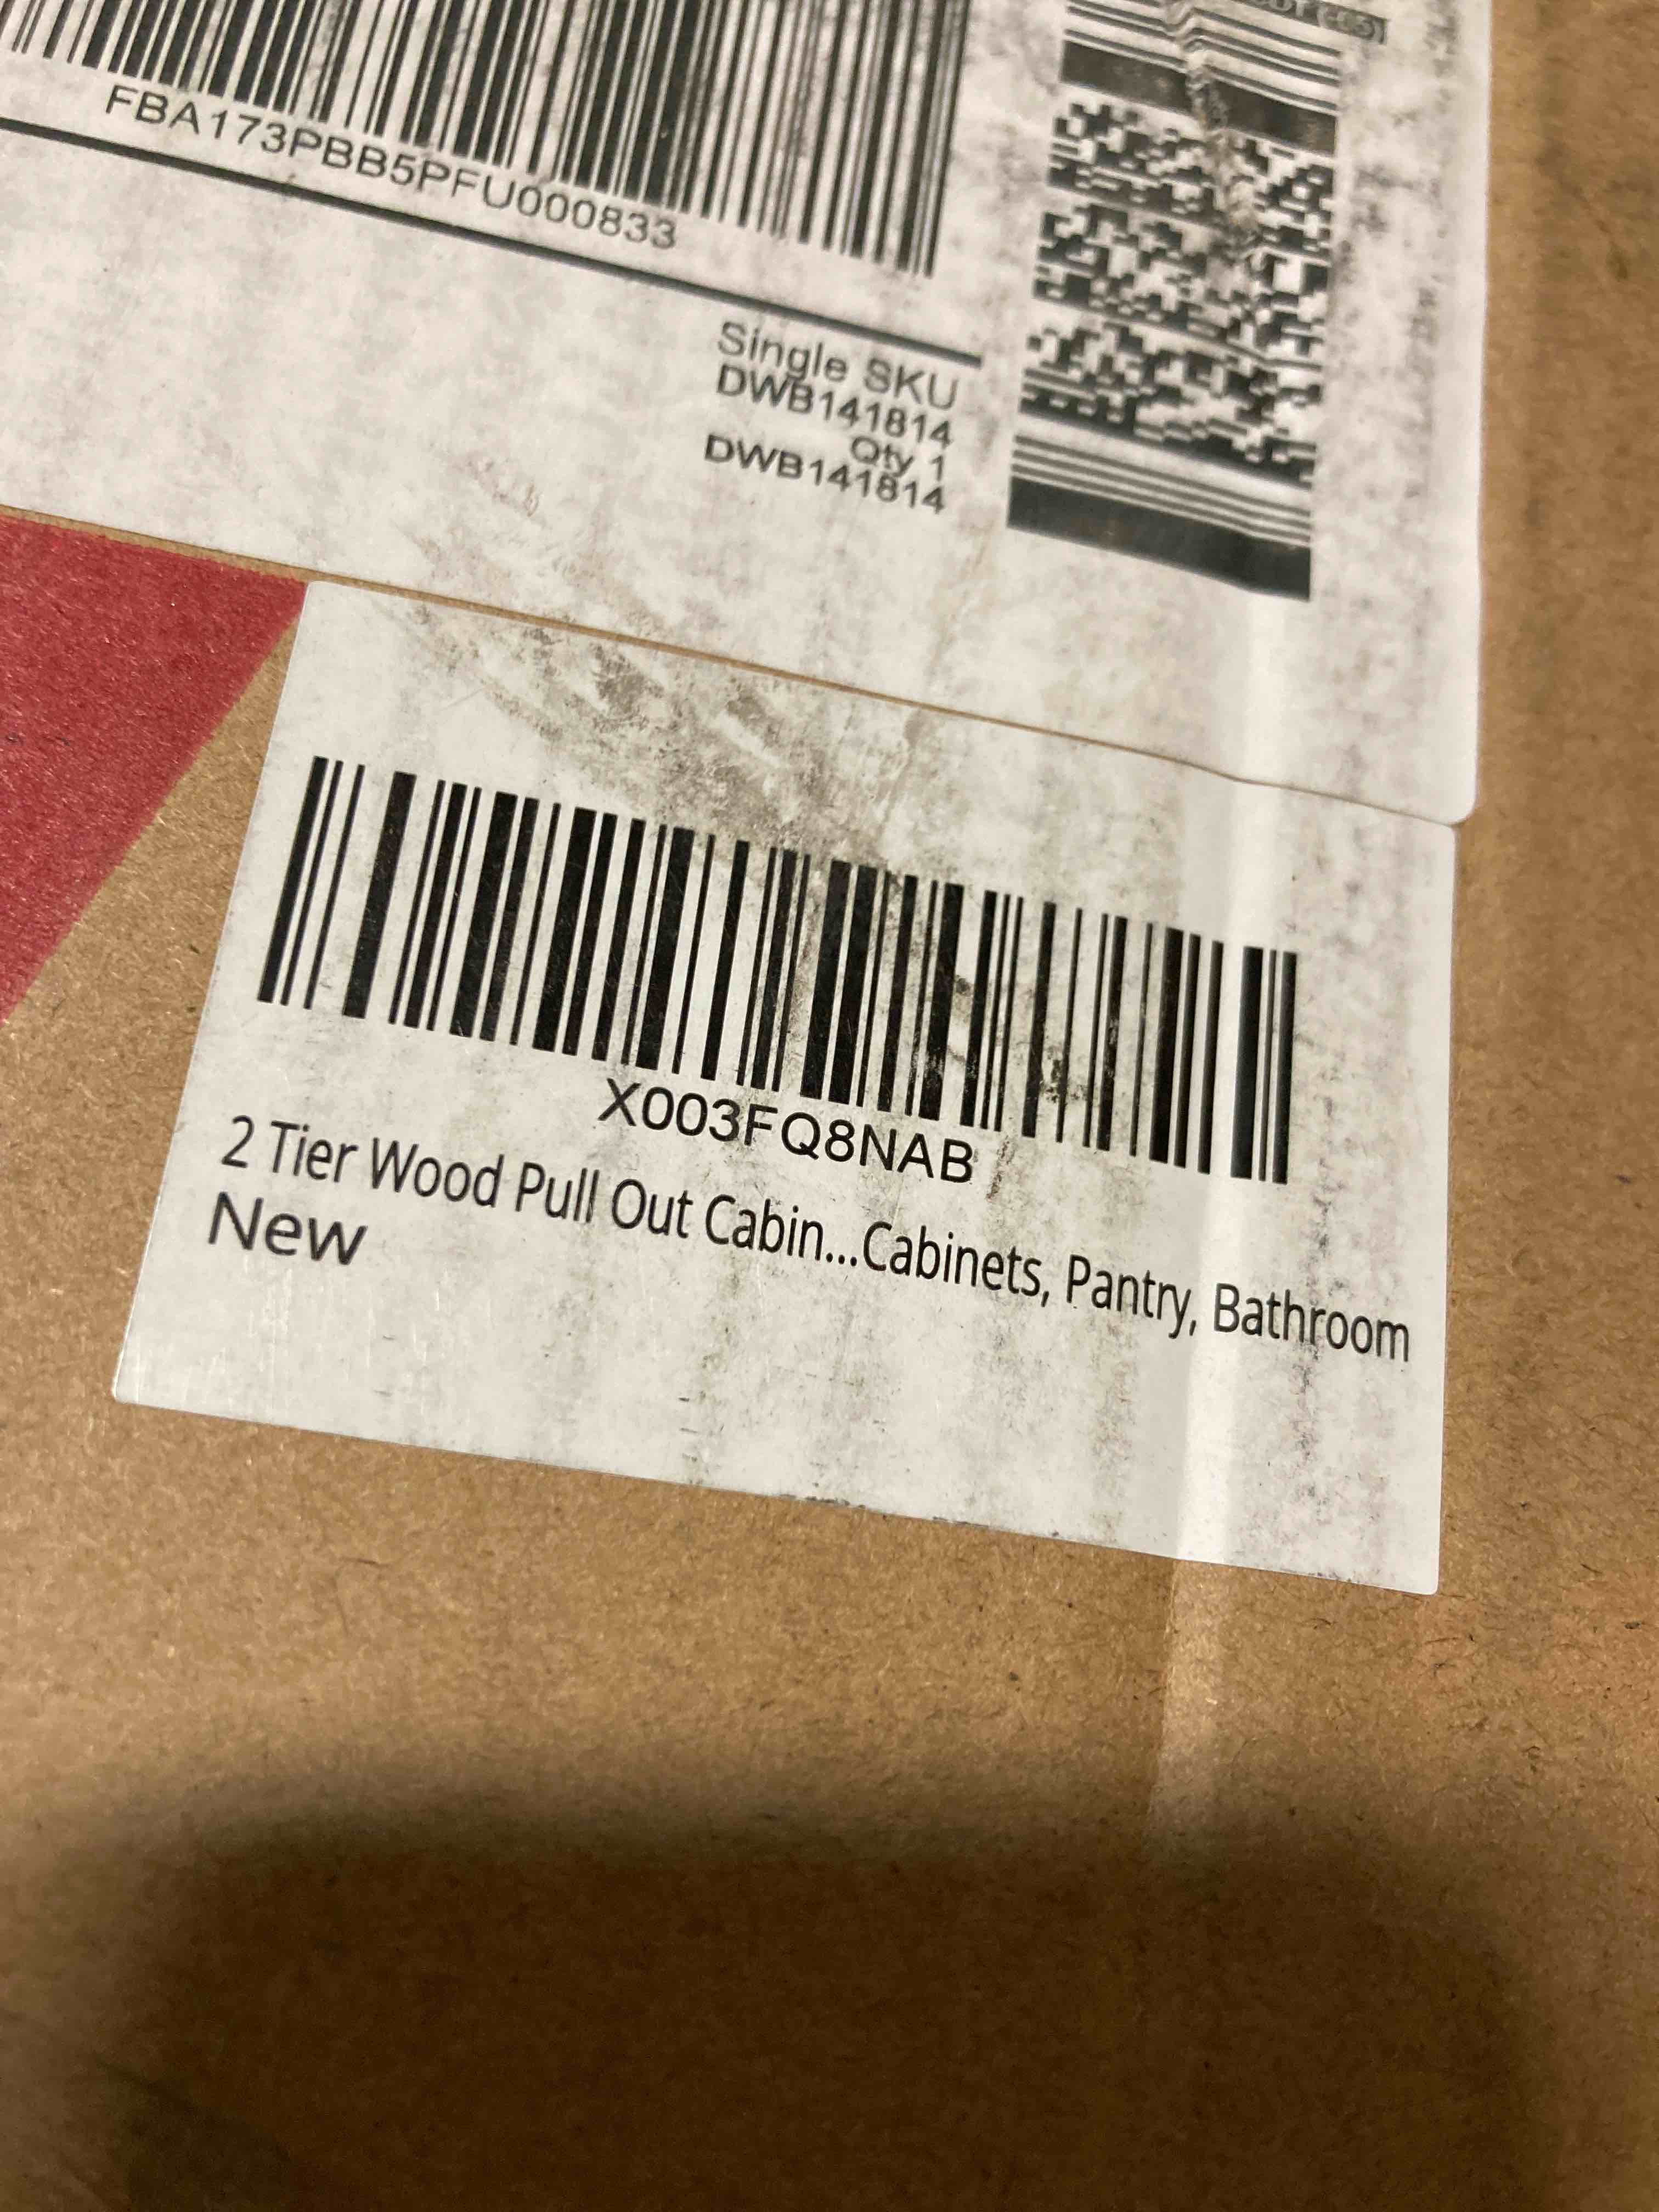 FBA173PBB5PFU000833
Single SKU
DWB141814
Qty 1
DWB141814
X003FQ8NAB
2 Tier Wood Pull Out Cabin...Cabinets, Pantry, Bathroom
New